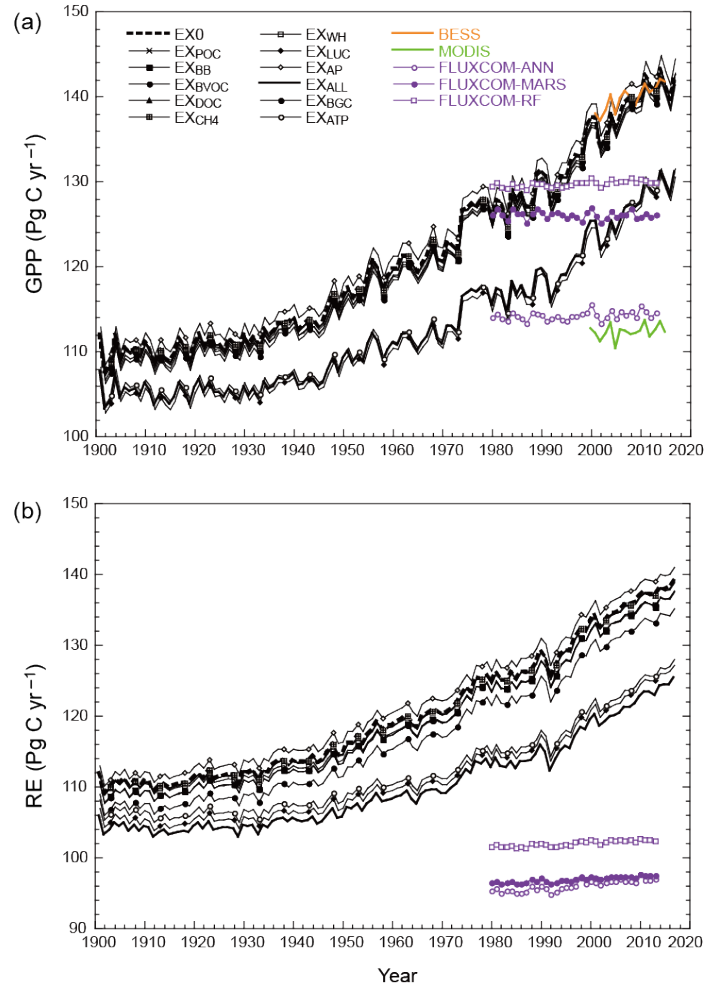 (a)
EX0
EXPOC
EXBB
EXBVOC
EXDOC
EXCH4
EXWH
EXLUC
EXAP
EXALL
EXBGC
EXATP
BESS
MODIS
FLUXCOM-ANN
FLUXCOM-MARS
FLUXCOM-RF
GPP (Pg C yr−1)
150
140
130
120
110
100
1900 1910 1920 1930 1940 1950 1960 1970 1980 1990 2000 2010 2020
(b)
RE (Pg C yr−1)
150
140
130
120
110
100
90
1900 1910 1920 1930 1940 1950 1960 1970 1980 1990 2000 2010 2020
Year